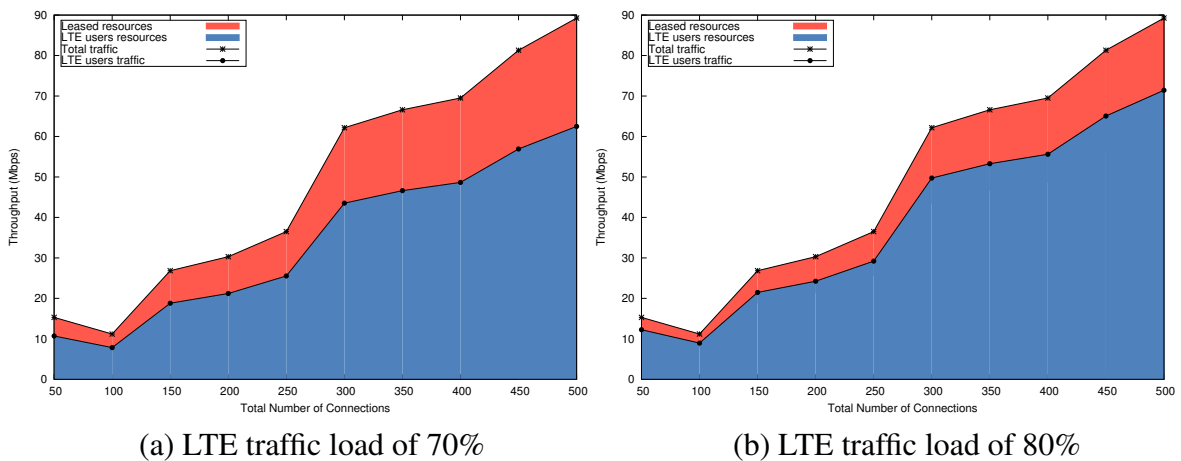 Leased resources
LTE users resources
Total traffic
LTE users traffic
90
80
70
60
50
40
30
20
10
0
Throughput (Mbps)
50 100 150 200 250 300 350 400 450 500
Total Number of Connections
(a) LTE traffic load of 70%
Leased resources
LTE users resources
Total traffic
LTE users traffic
90
80
70
60
50
40
30
20
10
0
Throughput (Mbps)
50 100 150 200 250 300 350 400 450 500
Total Number of Connections
(b) LTE traffic load of 80%